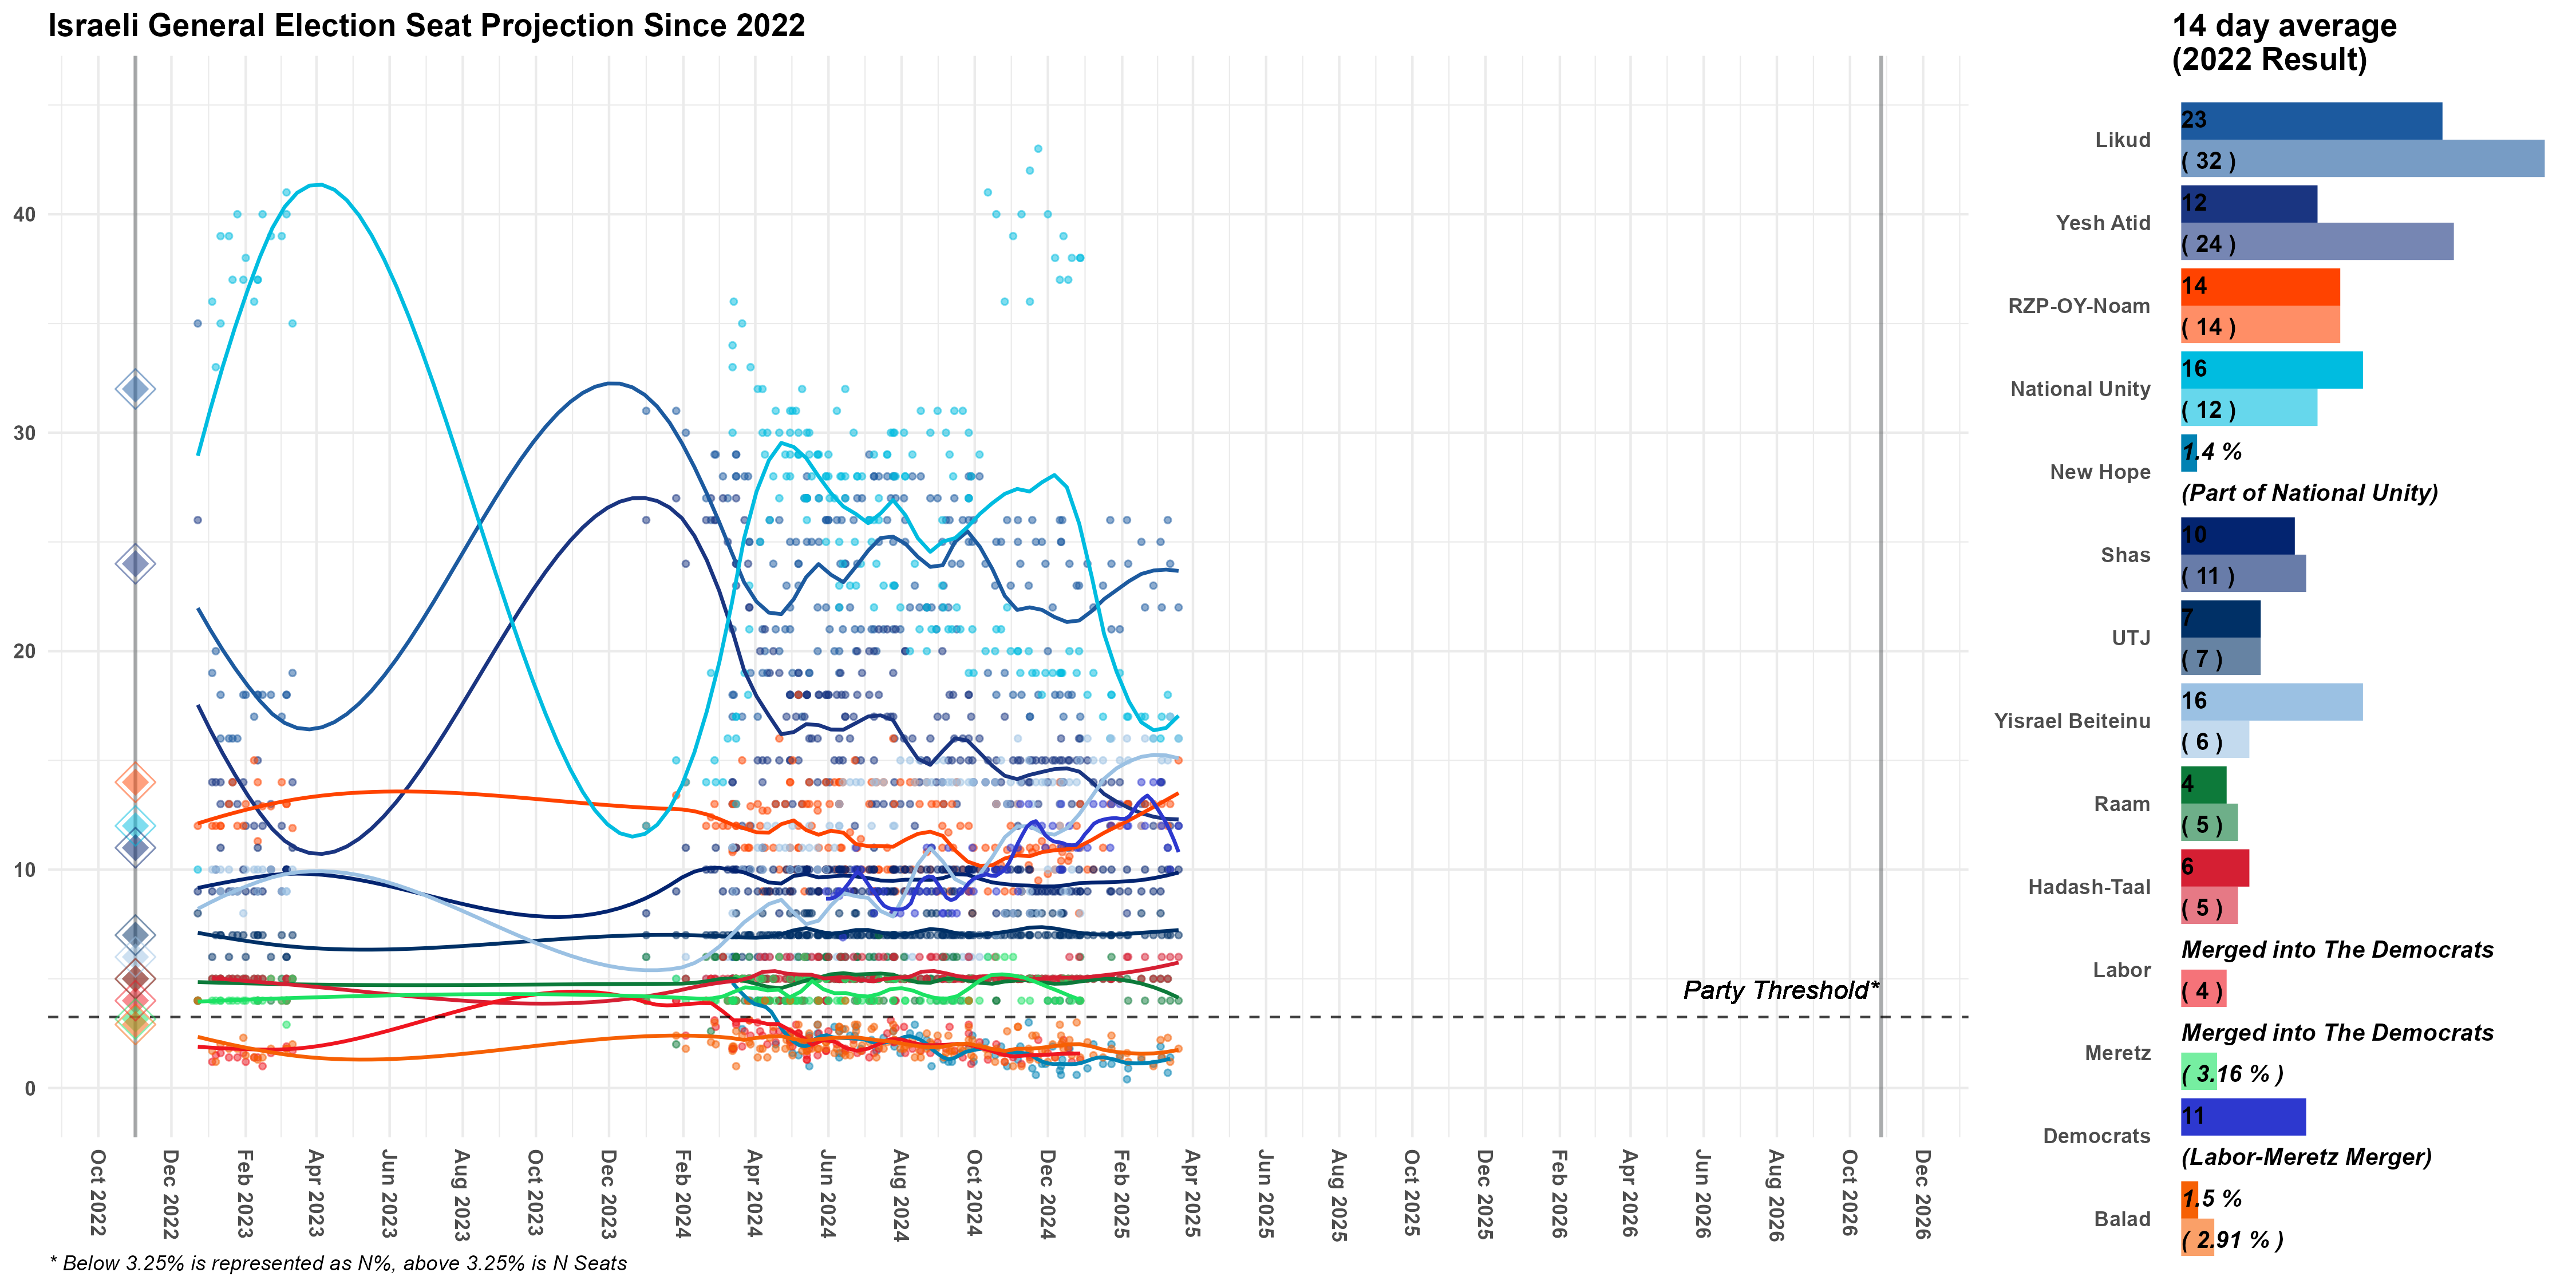 Israeli General Election Seat Projection Since 2022
14 day average
(2022 Result)
40
30
20
10
0
Party Threshold*
Oct 2022
Dec 2022
Feb 2023
Apr 2023
Jun 2023
Aug 2023
Oct 2023
Dec 2023
Feb 2024
Apr 2024
Jun 2024
Aug 2024
Oct 2024
Dec 2024
Feb 2025
Apr 2025
Jun 2025
Aug 2025
Oct 2025
Dec 2025
Feb 2026
Apr 2026
Jun 2026
Aug 2026
Oct 2026
Dec 2026
* Below 3.25% is represented as N%, above 3.25% is N Seats
Likud
23
( 32 )
Yesh Atid
12
( 24 )
RZP-OY-Noam
14
( 14 )
National Unity
16
( 12 )
New Hope
1.4 %
(Part of National Unity)
Shas
10
( 11 )
UTJ
7
( 7 )
Yisrael Beiteinu
16
( 6 )
Raam
4
( 5 )
Hadash-Taal
6
( 5 )
Labor
Merged into The Democrats
( 4 )
Meretz
Merged into The Democrats
( 3.16 % )
Democrats
11
(Labor-Meretz Merger)
Balad
1.5 %
( 2.91 % )